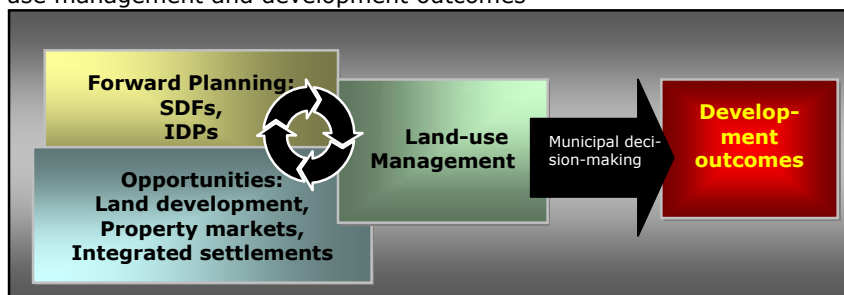 use management and development outcomes
Forward Planning:
SDFs,
IDPs
Opportunities:
Land development,
Property markets,
Integrated settlements
Land-use
Management
Municipal deci-
sion-making
Develop-
ment
outcomes